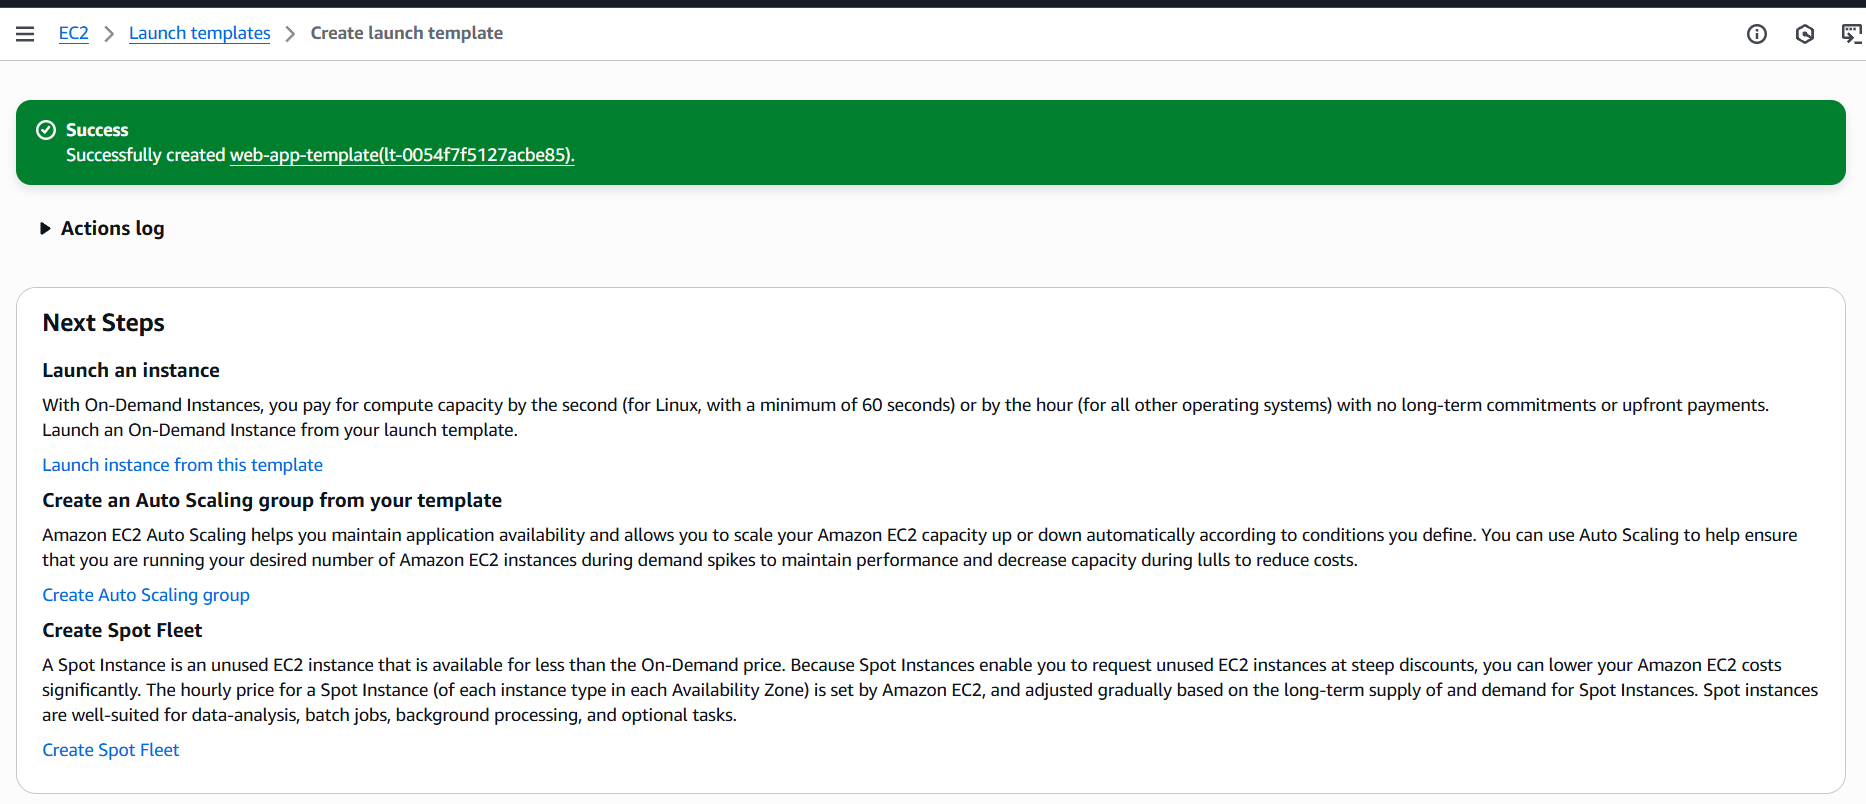 EC2 > Launch templates > Create launch template
Success
Successfully created web-app-template(lt-0054f7f5127acbe85).
Actions log
Next Steps
Launch an instance
With On-Demand Instances, you pay for compute capacity by the second (for Linux, with a minimum of 60 seconds) or by the hour (for all other operating systems) with no long-term commitments or upfront payments.
Launch an On-Demand Instance from your launch template.
Launch instance from this template
Create an Auto Scaling group from your template
Amazon EC2 Auto Scaling helps you maintain application availability and allows you to scale your Amazon EC2 capacity up or down automatically according to conditions you define. You can use Auto Scaling to help ensure
that you are running your desired number of Amazon EC2 instances during demand spikes to maintain performance and decrease capacity during lulls to reduce costs.
Create Auto Scaling group
Create Spot Fleet
A Spot Instance is an unused EC2 instance that is available for less than the On-Demand price. Because Spot Instances enable you to request unused EC2 instances at steep discounts, you can lower your Amazon EC2 costs
significantly. The hourly price for a Spot Instance (of each instance type in each Availability Zone) is set by Amazon EC2, and adjusted gradually based on the long-term supply of and demand for Spot Instances. Spot instances
are well-suited for data-analysis, batch jobs, background processing, and optional tasks.
Create Spot Fleet